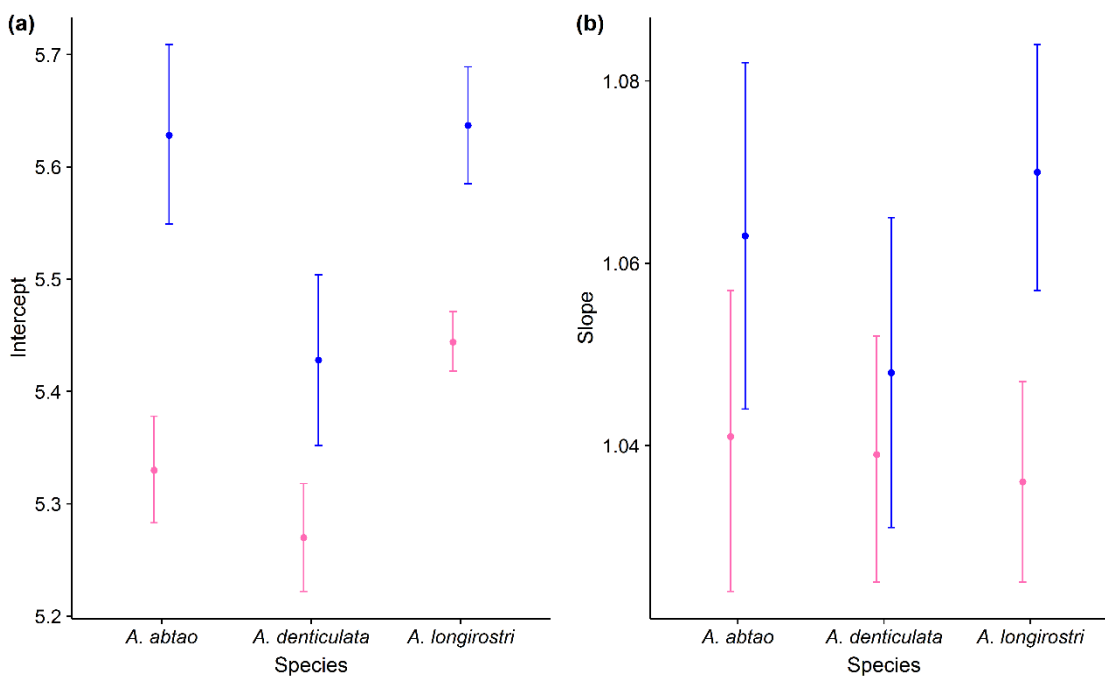 (a)
5.7
5.6
5.5
5.4
5.3
5.2
Intercept
A. abtao
A. denticulata
A. longirostri
Species
(b)
1.08
1.06
1.04
Slope
A. abtao
A. denticulata
A. longirostri
Species